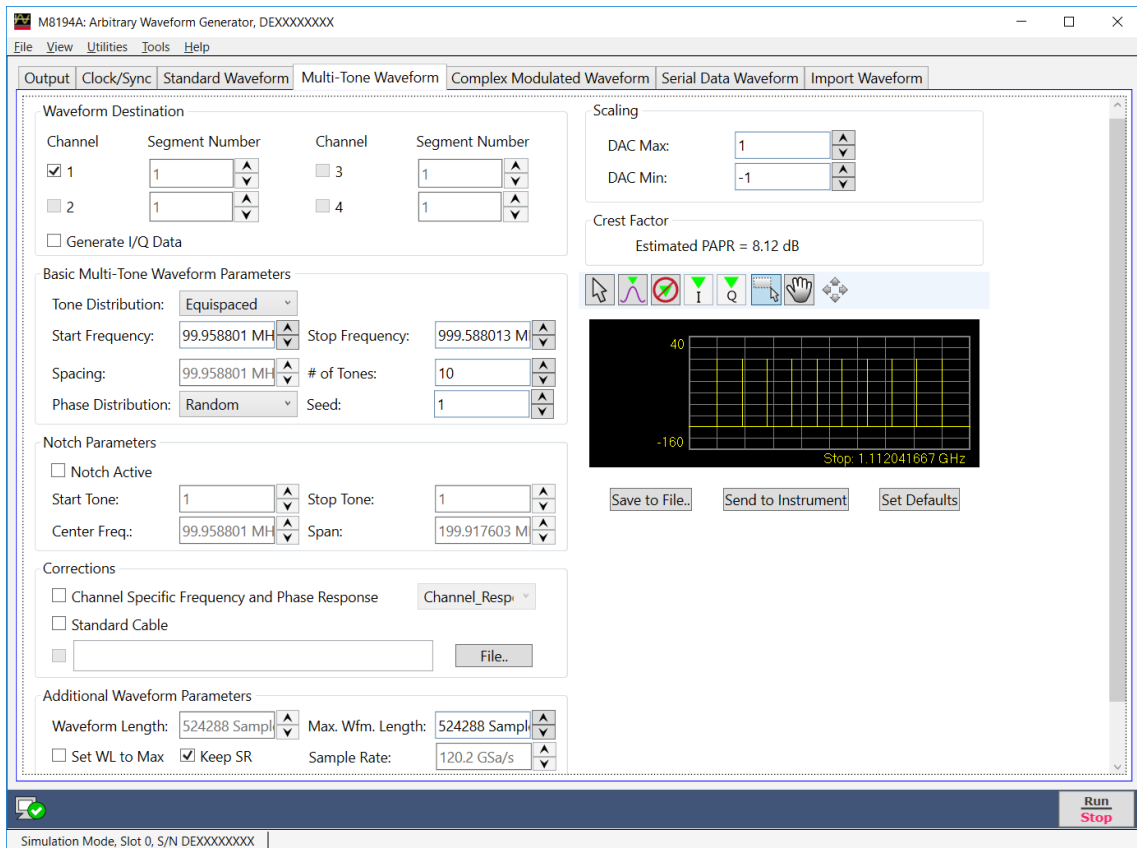 M8194A: Arbitrary Waveform Generator, DEXXXXXXXX
File View Utilities Tools Help
Output Clock/Sync Standard Waveform Multi-Tone Waveform Complex Modulated Waveform Serial Data Waveform Import Waveform
Waveform Destination
Channel Segment Number Channel Segment Number
1 1 3 1
2 1 4 1
Generate I/Q Data
Basic Multi-Tone Waveform Parameters
Tone Distribution: Equispaced
Start Frequency: 99.958801 MH Stop Frequency: 999.588013 M
Spacing: 99.958801 MH # of Tones: 10
Phase Distribution: Random Seed: 1
Notch Parameters
Notch Active
Start Tone: 1 Stop Tone: 1
Center Freq.: 99.958801 MH Span: 199.917603 M
Corrections
Channel Specific Frequency and Phase Response Channel_Resp
Standard Cable
File..
Additional Waveform Parameters
Waveform Length: 524288 Sampl Max. Wfm. Length: 524288 Sampl
Set WL to Max Keep SR Sample Rate: 120.2 GSa/s
Scaling
DAC Max: 1
DAC Min: -1
Crest Factor
Estimated PAPR = 8.12 dB
I Q
40
-160
Stop: 1.112041667 GHz
Save to File.. Send to Instrument Set Defaults
Run
Stop
Simulation Mode, Slot 0, S/N DEXXXXXXXX